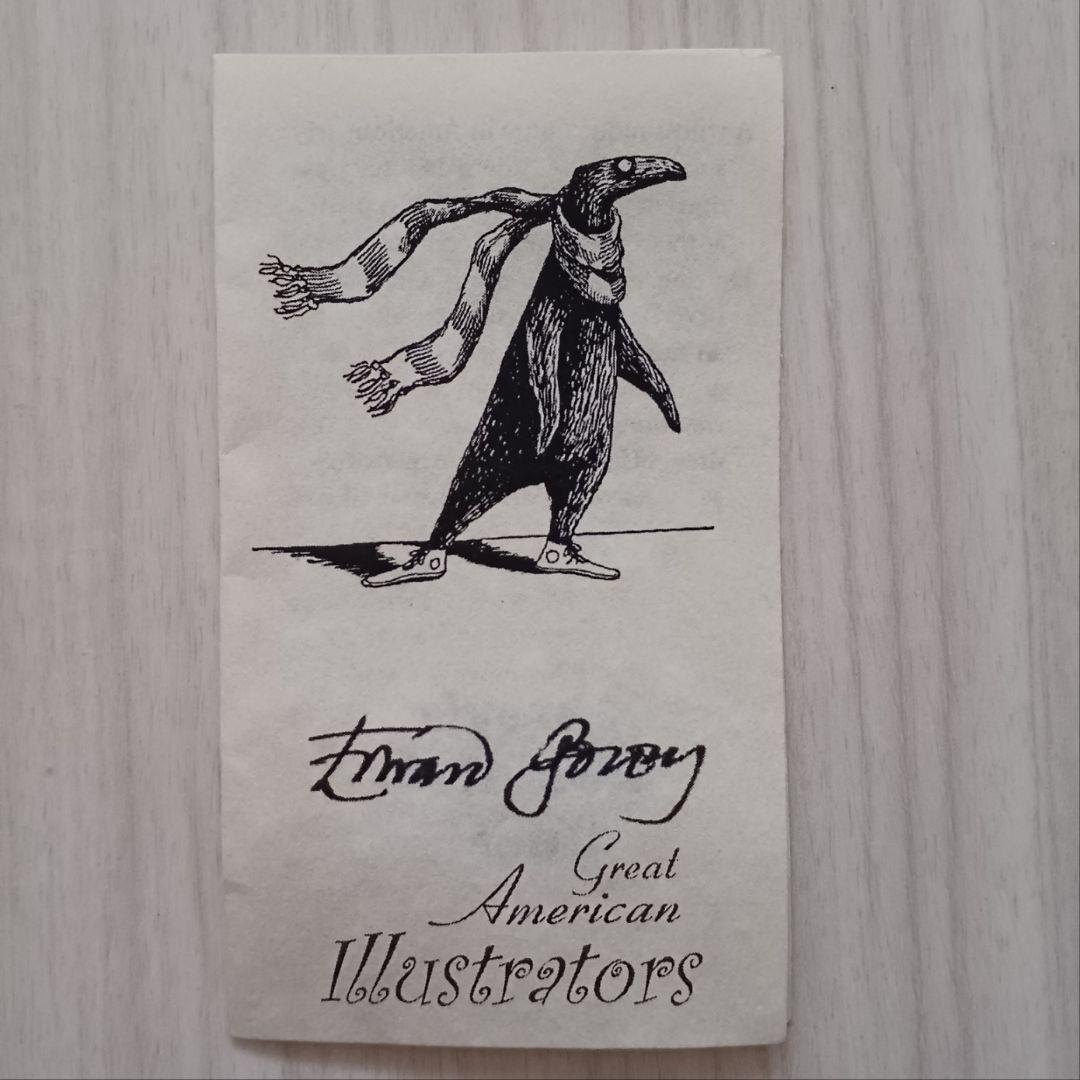 Edward Gorey
Great
American
Illustrators